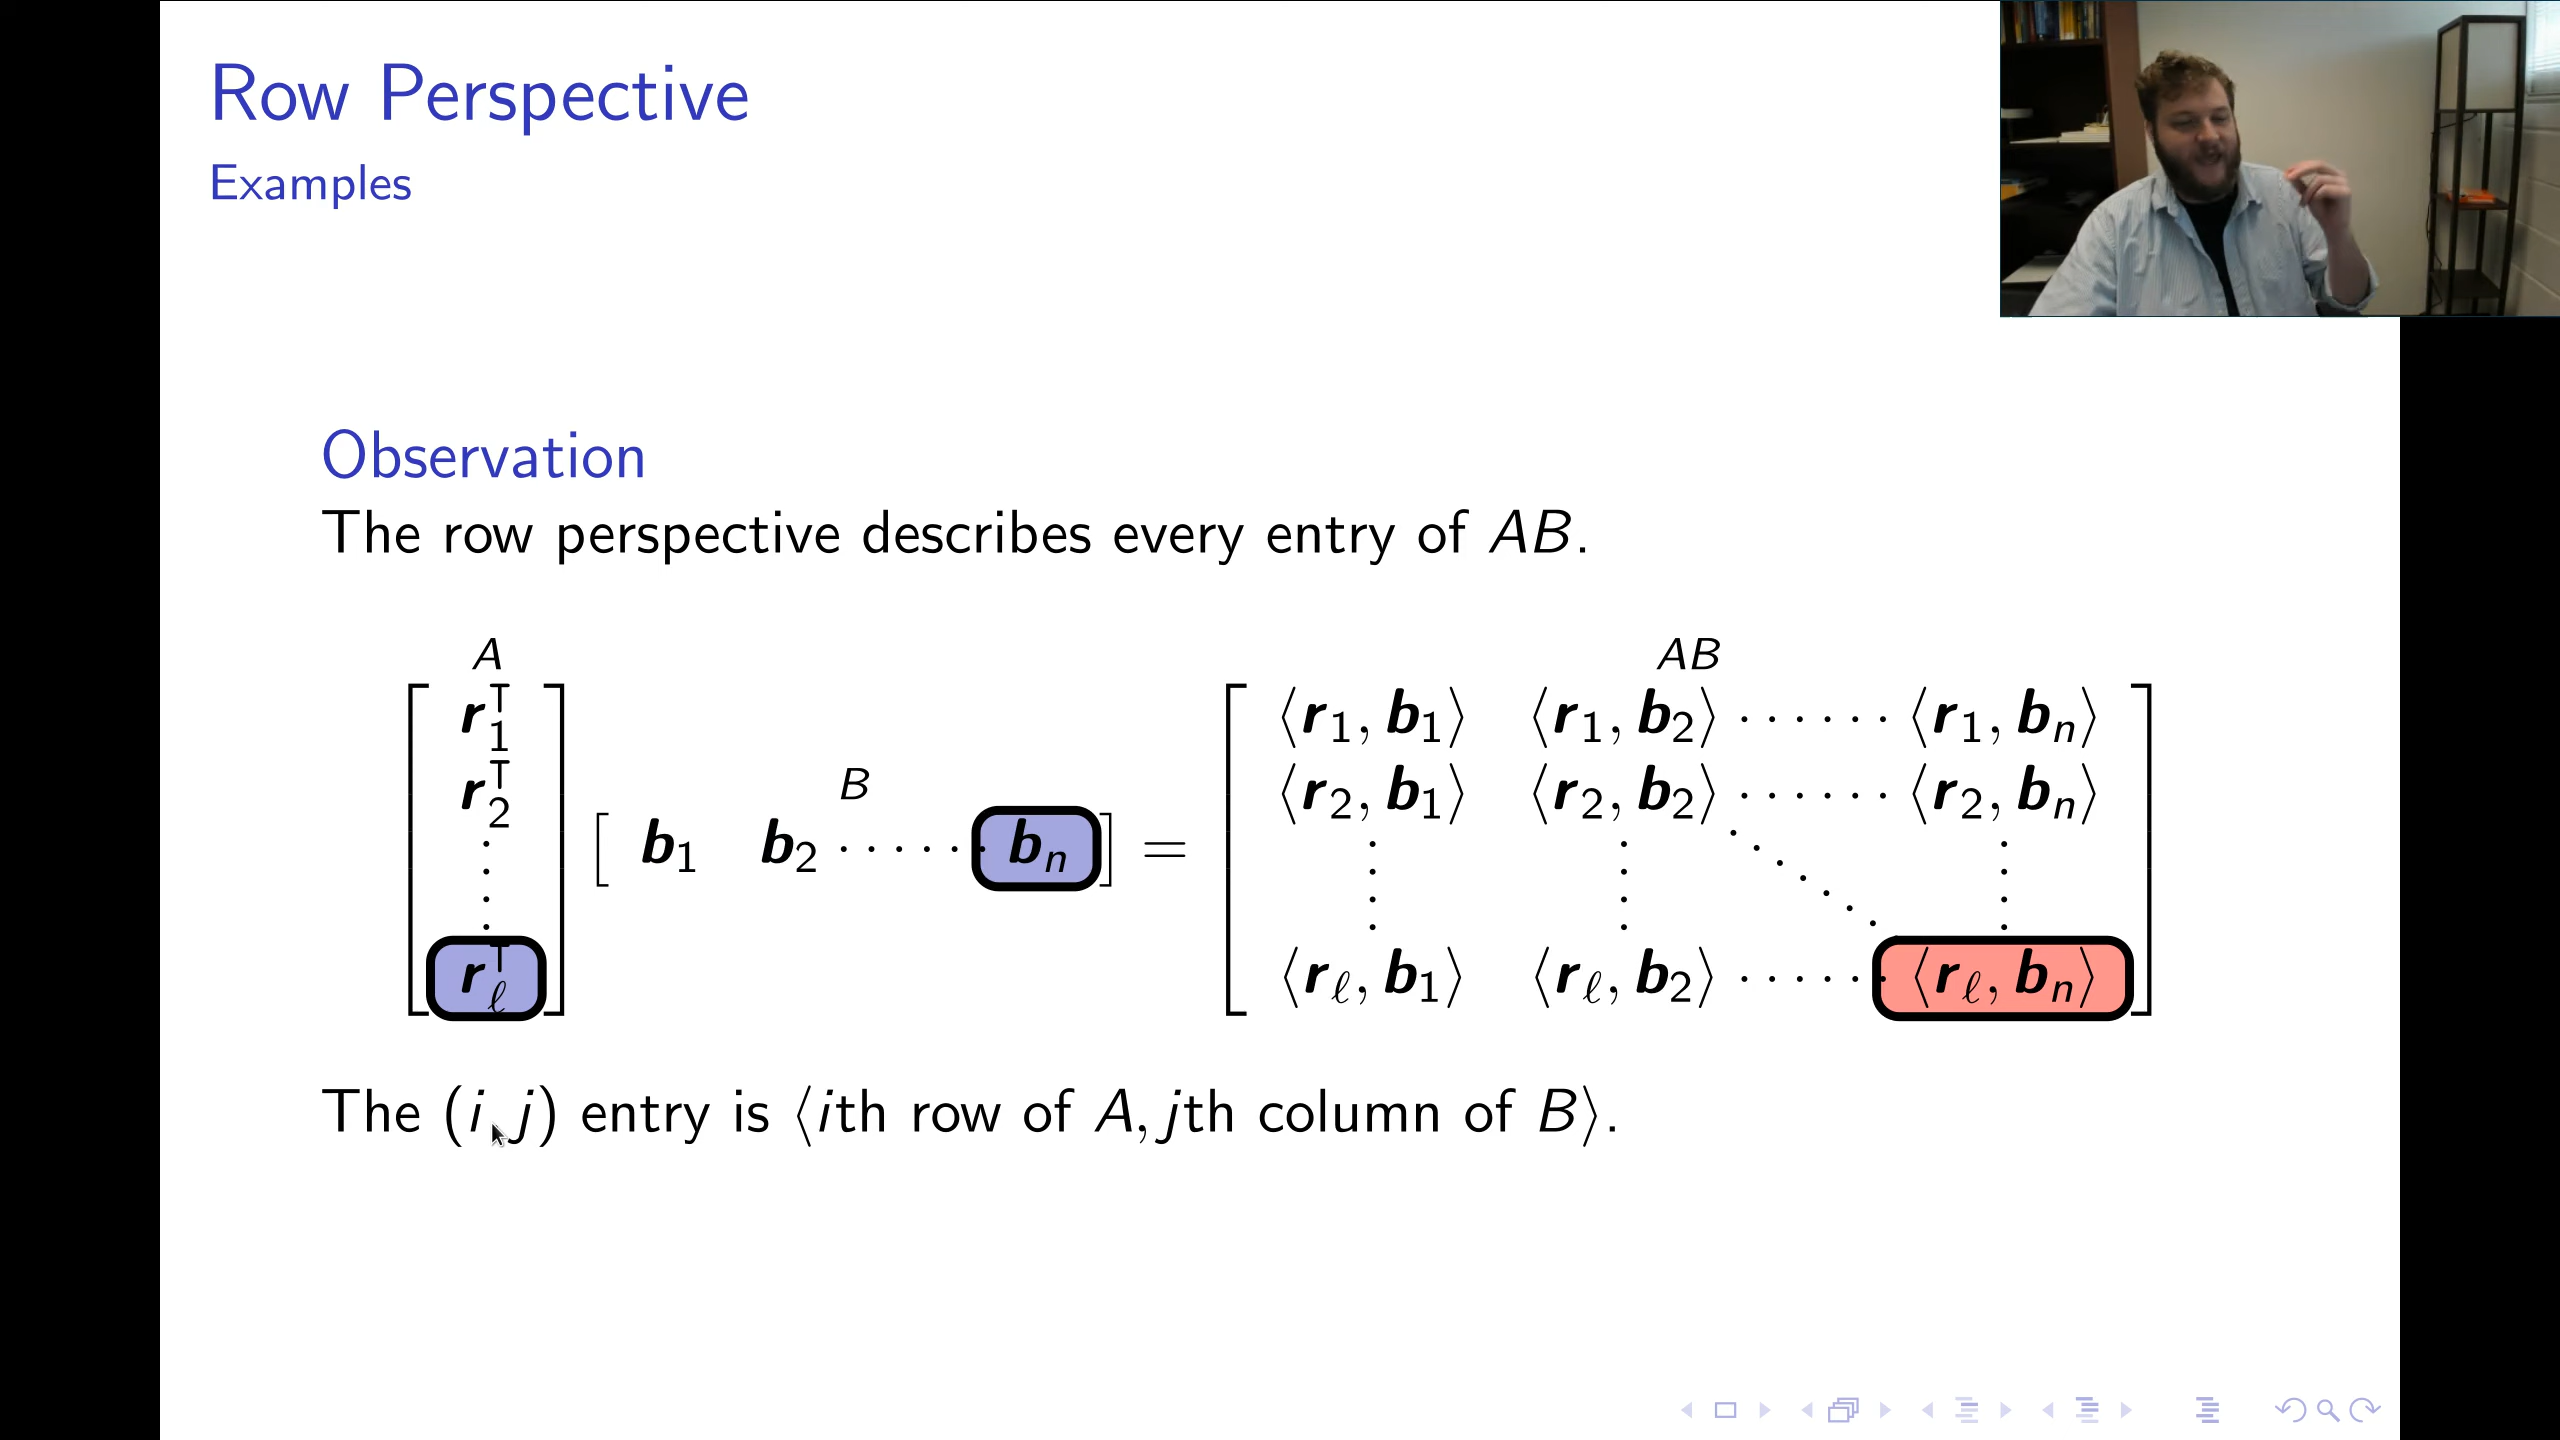 Row Perspective
Examples
Observation
The row perspective describes every entry of AB.
A
B
AB
[ r₁ᵀ
r₂ᵀ
⋮
r_ℓᵀ ]
[ b₁ b₂ ······ bₙ ] =
[ ⟨r₁, b₁⟩ ⟨r₁, b₂⟩ ······ ⟨r₁, bₙ⟩
⟨r₂, b₁⟩ ⟨r₂, b₂⟩ ······ ⟨r₂, bₙ⟩
⋮ ⋮ ⋱ ⋮
⟨r_ℓ, b₁⟩ ⟨r_ℓ, b₂⟩ ······ ⟨r_ℓ, bₙ⟩ ]
The (i, j) entry is ⟨ith row of A, jth column of B⟩.